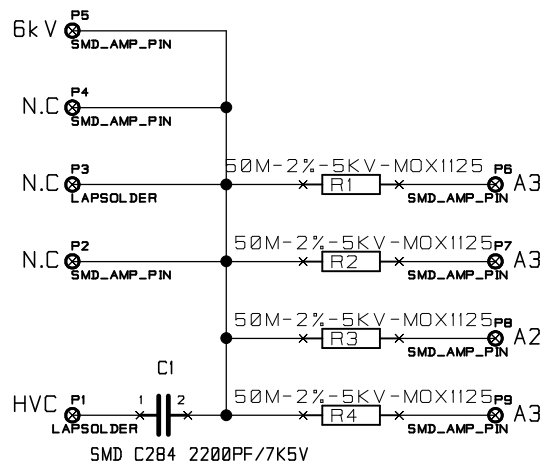 P5
6kV
SMD_AMP_PIN
P4
N.C
SMD_AMP_PIN
50M-2%-5KV-MOX1125
P3
N.C
LAPSOLDER
R1
P6
A3
SMD_AMP_PIN
50M-2%-5KV-MOX1125
P2
N.C
SMD_AMP_PIN
R2
P7
A3
SMD_AMP_PIN
50M-2%-5KV-MOX1125
R3
P8
A2
SMD_AMP_PIN
C1
50M-2%-5KV-MOX1125
HVC
P1
LAPSOLDER
1 2
R4
P9
A3
SMD_AMP_PIN
SMD C284 2200PF/7K5V